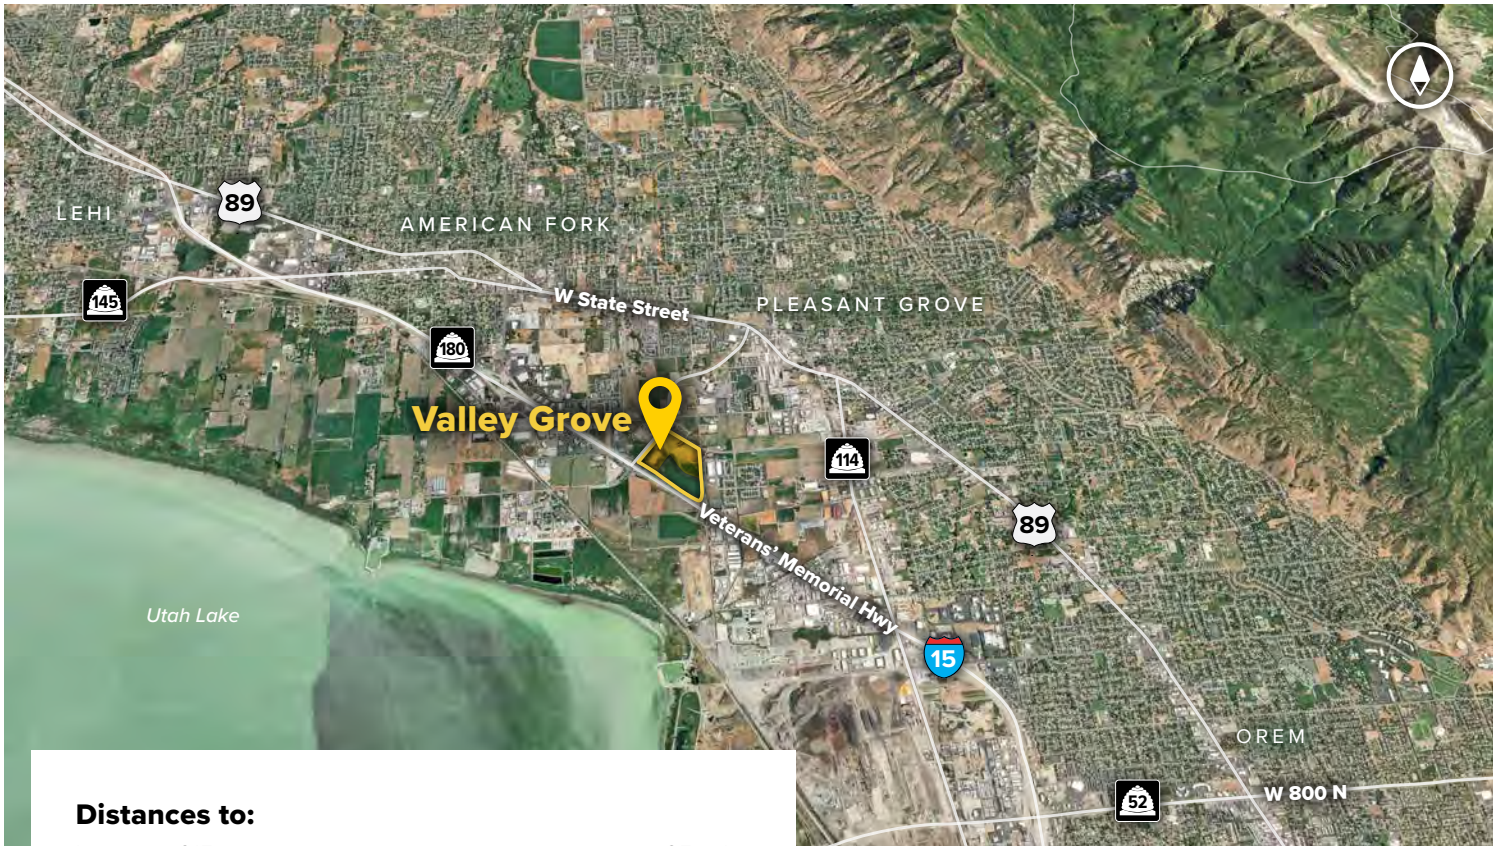 LEHI
89
AMERICAN FORK
145
W State Street
PLEASANT GROVE
180
Valley Grove
114
89
Veterans' Memorial Hwy
Utah Lake
15
OREM
52
W 800 N
Distances to: